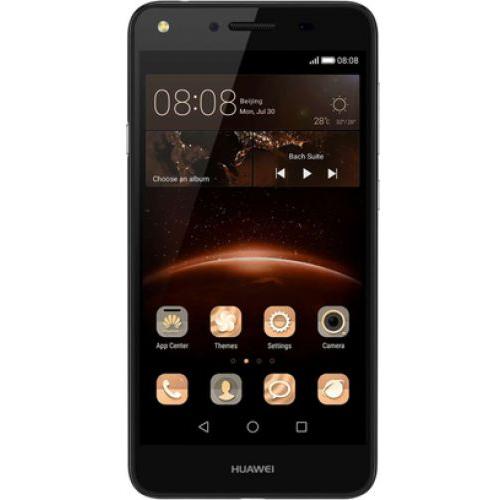 08:08
08:08
Beijing
Mon, Jul 30
28°c
Bach Suite
Choose an album
App Center
Themes
Settings
Camera
HUAWEI